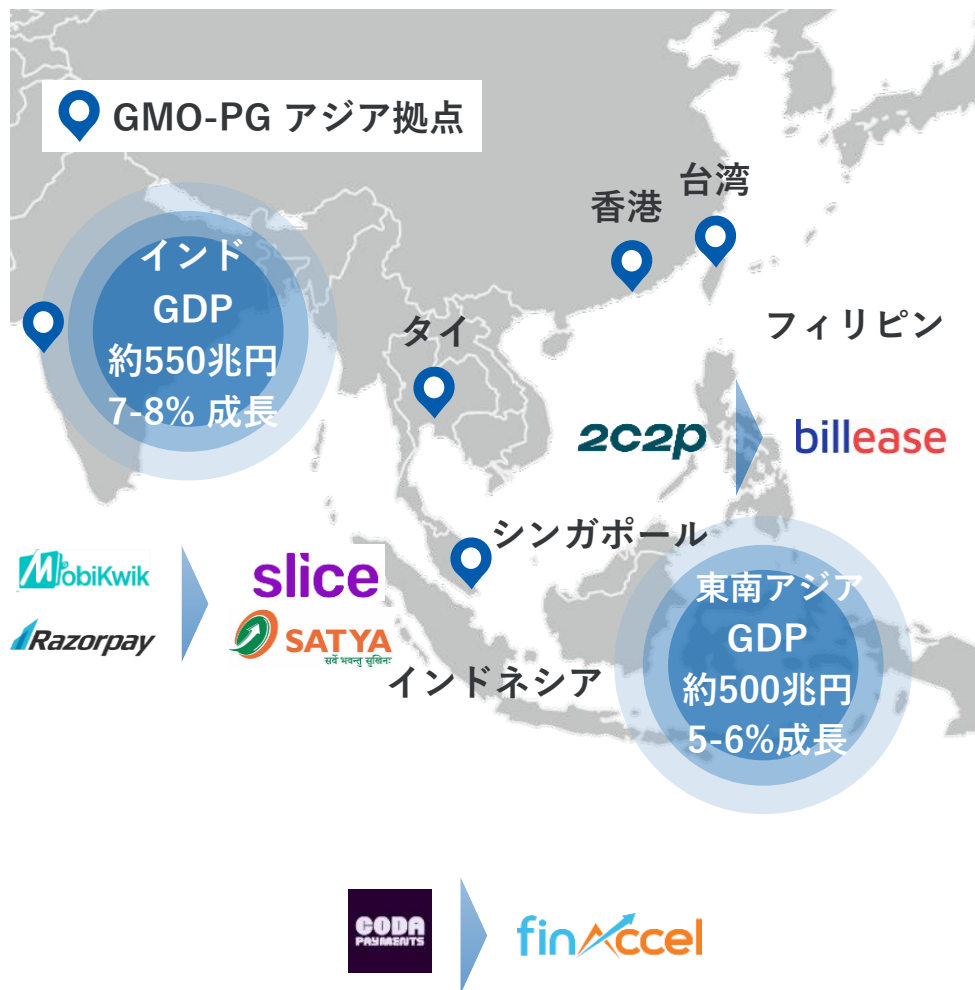 GMO-PG アジア拠点
台湾
香港
インド
GDP
約550兆円
7-8% 成長
タイ
フィリピン
2c2p
billease
シンガポール
MobiKwik
slice
Razorpay
SATYA
सर्वे भवन्तु सुखिनः
インドネシア
東南アジア
GDP
約500兆円
5-6%成長
CODA
PAYMENTS
finAccel